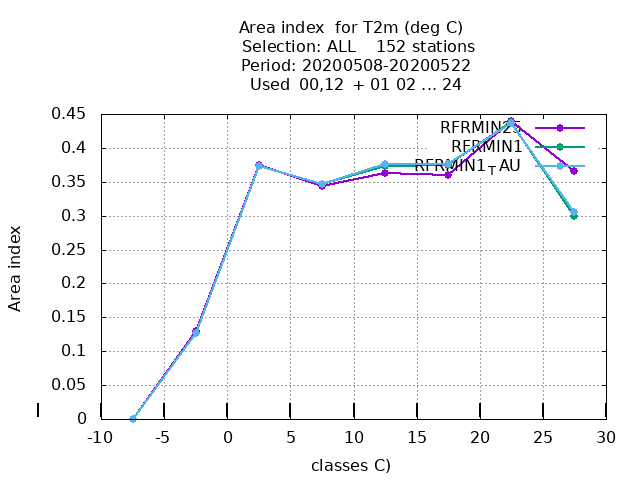 Area index  for T2m (deg C)
Selection: ALL    152 stations
Period: 20200508-20200522
Used  00,12  + 01 02 ... 24
0.45
0.4
0.35
0.3
0.25
0.2
0.15
0.1
0.05
0
Area index
RFRMIN25
RFRMIN1
RFRMIN1TAU
-10
-5
0
5
10
15
20
25
30
classes C)